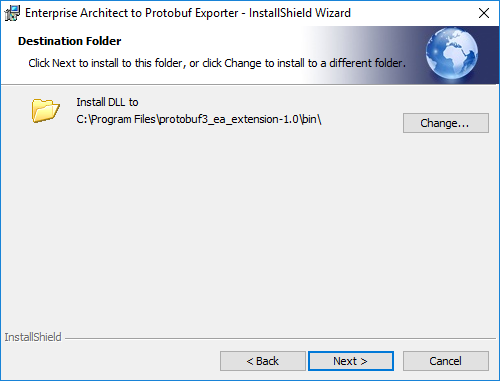 Enterprise Architect to Protobuf Exporter - InstallShield Wizard
Destination Folder
Click Next to install to this folder, or click Change to install to a different folder.
Install DLL to
C:\Program Files\protobuf3_ea_extension-1.0\bin\
Change...
InstallShield
< Back
Next >
Cancel